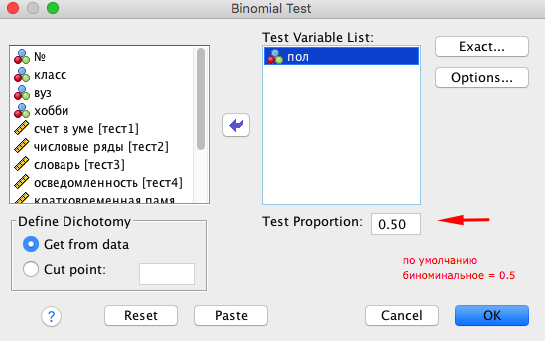 Binomial Test
№
класс
вуз
хобби
счет в уме [тест1]
числовые ряды [тест2]
словарь [тест3]
осведомленность [тест4]
кратковременная памя
Test Variable List:
пол
Exact...
Options...
Test Proportion: 0.50
по умолчанию
биноминальное = 0.5
Define Dichotomy
Get from data
Cut point:
?
Reset
Paste
Cancel
OK